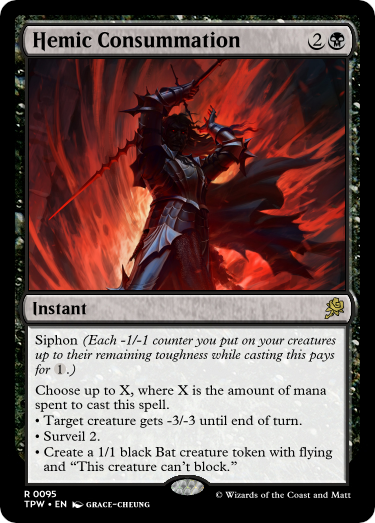 Hemic Consummation 2
Instant
Siphon (Each -1/-1 counter you put on your creatures
up to their remaining toughness while casting this pays
for 1.)
Choose up to X, where X is the amount of mana
spent to cast this spell.
• Target creature gets -3/-3 until end of turn.
• Surveil 2.
• Create a 1/1 black Bat creature token with flying
and “This creature can't block.”
R 0095
TPW • EN GRACE-CHEUNG
© Wizards of the Coast and Matt